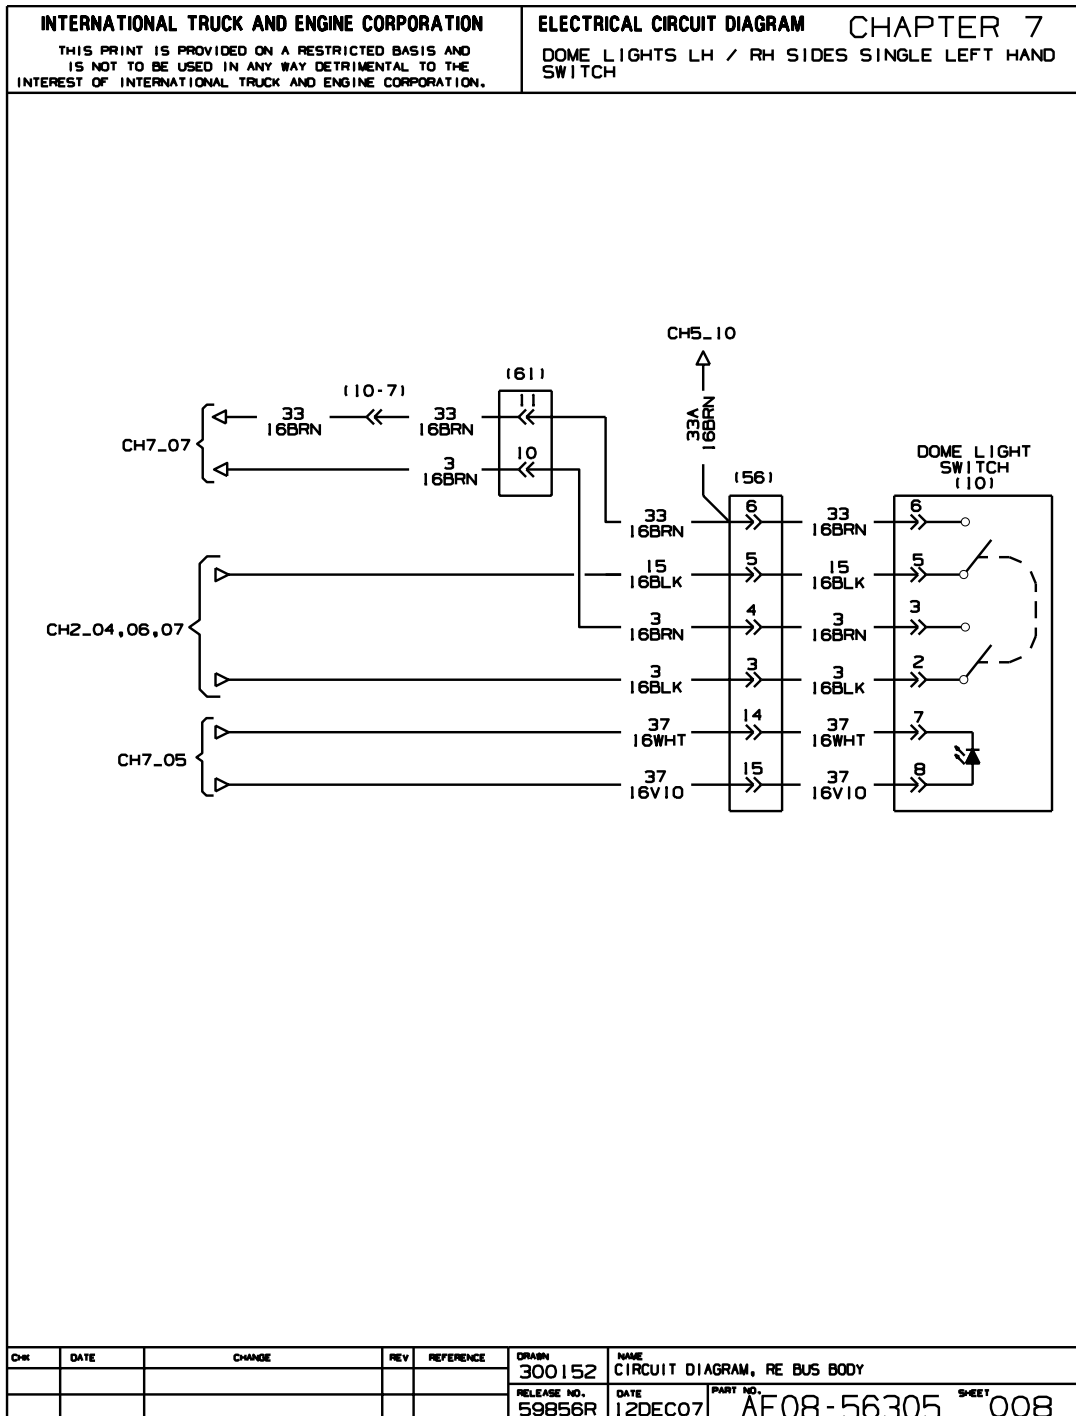 INTERNATIONAL TRUCK AND ENGINE CORPORATION
THIS PRINT IS PROVIDED ON A RESTRICTED BASIS AND
IS NOT TO BE USED IN ANY WAY DETRIMENTAL TO THE
INTEREST OF INTERNATIONAL TRUCK AND ENGINE CORPORATION.
ELECTRICAL CIRCUIT DIAGRAM CHAPTER 7
DOME LIGHTS LH / RH SIDES SINGLE LEFT HAND
SWITCH
CH5_10
33A
16BRN
(10-7)
(61)
CH7_07
33
16BRN
33
16BRN
11
3
16BRN
10
(56)
DOME LIGHT
SWITCH
(10)
33
16BRN
6
33
16BRN
6
15
16BLK
5
15
16BLK
5
CH2_04,06,07
3
16BRN
4
3
16BRN
3
3
16BLK
3
3
16BLK
2
CH7_05
37
16WHT
14
37
16WHT
7
37
16VIO
15
37
16VIO
8
CHK DATE CHANGE REV REFERENCE
DRAWN
300152
NAME
CIRCUIT DIAGRAM, RE BUS BODY
RELEASE NO.
59856R
DATE
12DEC07
PART NO.
AE08-56305
SHEET
008